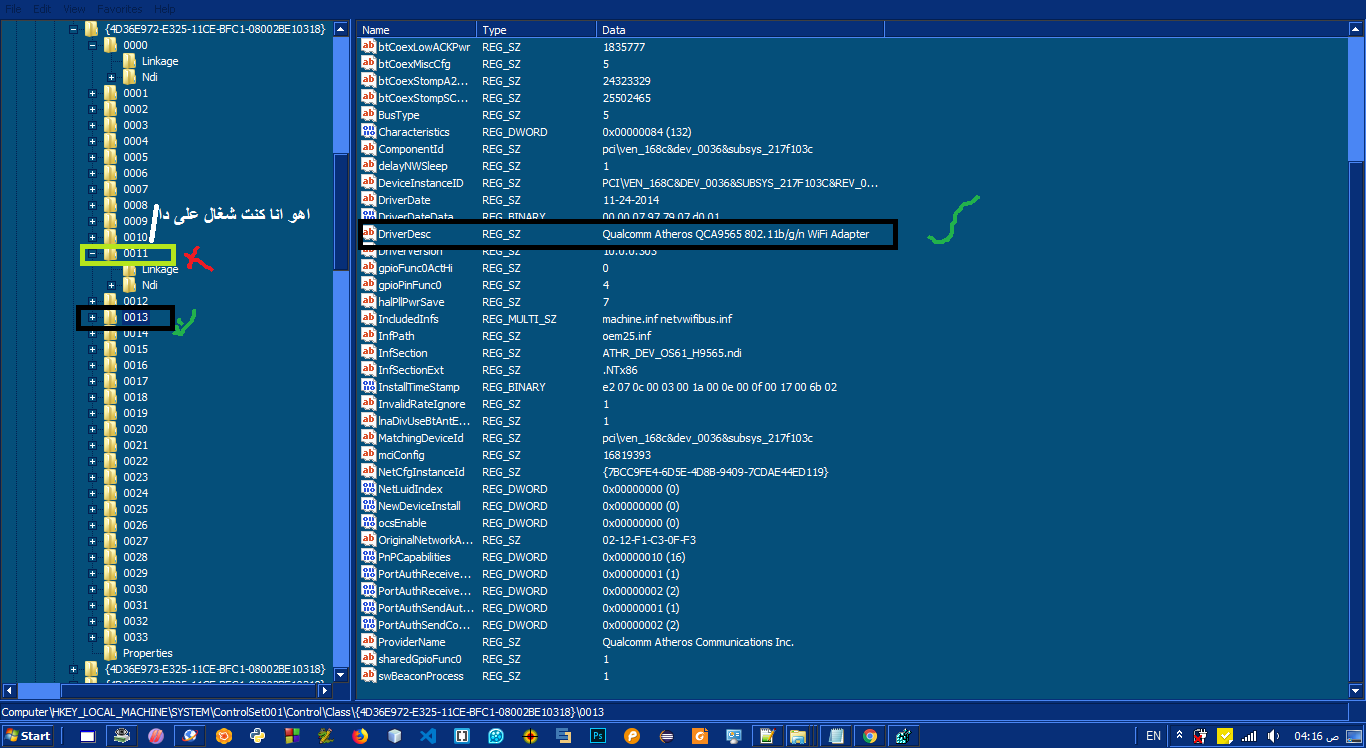 File Edit View Favorites Help
{4D36E972-E325-11CE-BFC1-08002BE10318}
0000
Linkage
Ndi
0001
0002
0003
0004
0005
0006
0007
0008
0009
0010
اهو انا كنت شغال على دا
0011
Linkage
Ndi
0012
0013
0014
0015
0016
0017
0018
0019
0020
0021
0022
0023
0024
0025
0026
0027
0028
0029
0030
0031
0032
0033
Properties
{4D36E973-E325-11CE-BFC1-08002BE10318}
Name Type Data
btCoexLowACKPwr REG_SZ 1835777
btCoexMiscCfg REG_SZ 5
btCoexStompA2... REG_SZ 24323329
btCoexStompSC... REG_SZ 25502465
BusType REG_SZ 5
Characteristics REG_DWORD 0x00000084 (132)
ComponentId REG_SZ pci\ven_168c&dev_0036&subsys_217f103c
delayNWSleep REG_SZ 1
DeviceInstanceID REG_SZ PCI\VEN_168C&DEV_0036&SUBSYS_217F103C&REV_0...
DriverDate REG_SZ 11-24-2014
DriverDateData REG_BINARY 00 00 07 97 79 07 d0 01
DriverDesc REG_SZ Qualcomm Atheros QCA9565 802.11b/g/n WiFi Adapter
DriverVersion REG_SZ 10.0.0.303
gpioFunc0ActHi REG_SZ 0
gpioPinFunc0 REG_SZ 4
halPllPwrSave REG_SZ 7
IncludedInfs REG_MULTI_SZ machine.inf netvwifibus.inf
InfPath REG_SZ oem25.inf
InfSection REG_SZ ATHR_DEV_OS61_H9565.ndi
InfSectionExt REG_SZ .NTx86
InstallTimeStamp REG_BINARY e2 07 0c 00 03 00 1a 00 0e 00 0f 00 17 00 6b 02
InvalidRateIgnore REG_SZ 1
lnaDivUseBtAntE... REG_SZ 1
MatchingDeviceId REG_SZ pci\ven_168c&dev_0036&subsys_217f103c
mciConfig REG_SZ 16819393
NetCfgInstanceId REG_SZ {7BCC9FE4-6D5E-4D8B-9409-7CDAE44ED119}
NetLuidIndex REG_DWORD 0x00000000 (0)
NewDeviceInstall REG_DWORD 0x00000000 (0)
ocsEnable REG_DWORD 0x00000000 (0)
OriginalNetworkA... REG_SZ 02-12-F1-C3-0F-F3
PnPCapabilities REG_DWORD 0x00000010 (16)
PortAuthReceive... REG_DWORD 0x00000001 (1)
PortAuthReceive... REG_DWORD 0x00000002 (2)
PortAuthSendAut... REG_DWORD 0x00000001 (1)
PortAuthSendCo... REG_DWORD 0x00000002 (2)
ProviderName REG_SZ Qualcomm Atheros Communications Inc.
sharedGpioFunc0 REG_SZ 1
swBeaconProcess REG_SZ 1
Computer\HKEY_LOCAL_MACHINE\SYSTEM\ControlSet001\Control\Class\{4D36E972-E325-11CE-BFC1-08002BE10318}\0013
Start EN 04:16 ص